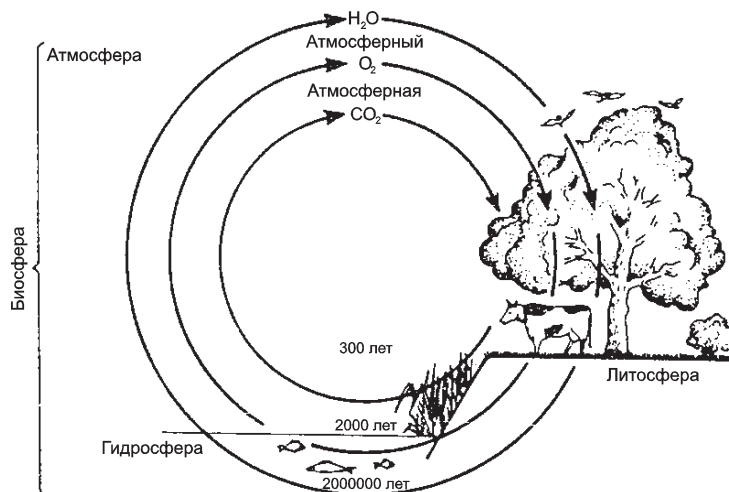 H₂O
Атмосферный
Атмосфера
O₂
Атмосферная
CO₂
Биосфера
300 лет
Литосфера
2000 лет
Гидросфера
2000000 лет